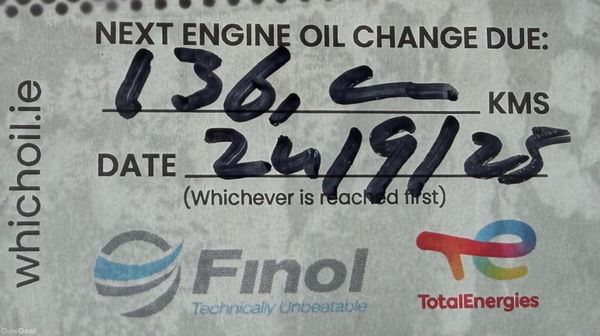 NEXT ENGINE OIL CHANGE DUE:
136, KMS
DATE 24/9/25
(Whichever is reached first)
whichoil.ie
Finol
Technically Unbeatable
TotalEnergies
DoneDeal